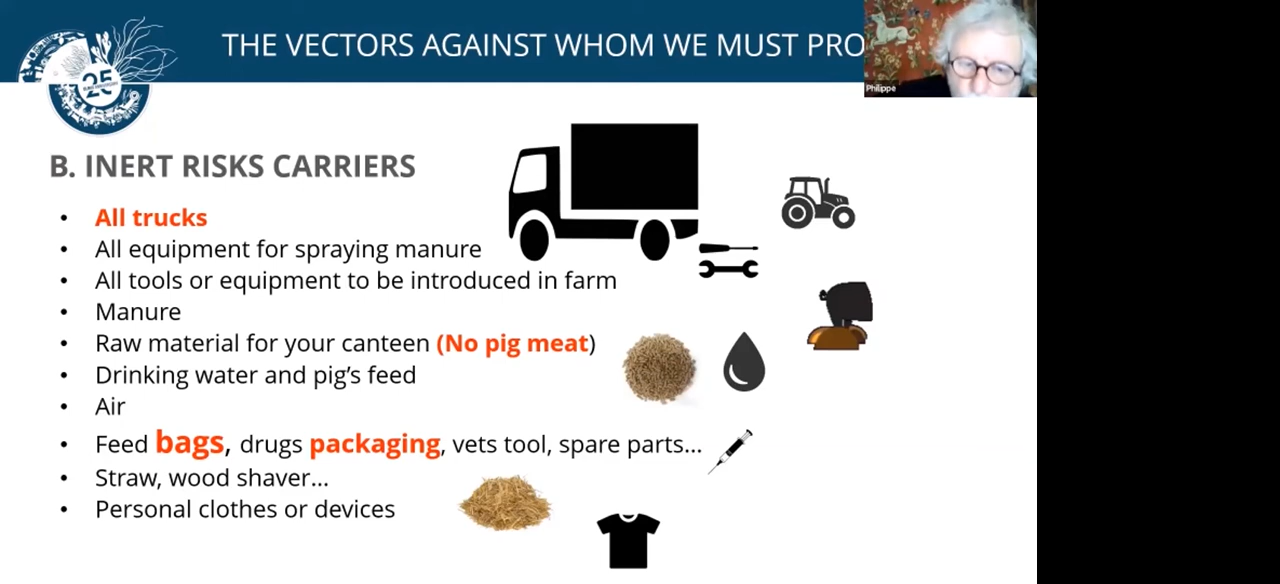 THE VECTORS AGAINST WHOM WE MUST PRO
Philippe
25
B. INERT RISKS CARRIERS
• All trucks
• All equipment for spraying manure
• All tools or equipment to be introduced in farm
• Manure
• Raw material for your canteen (No pig meat)
• Drinking water and pig's feed
• Air
• Feed bags, drugs packaging, vets tool, spare parts...
• Straw, wood shaver...
• Personal clothes or devices